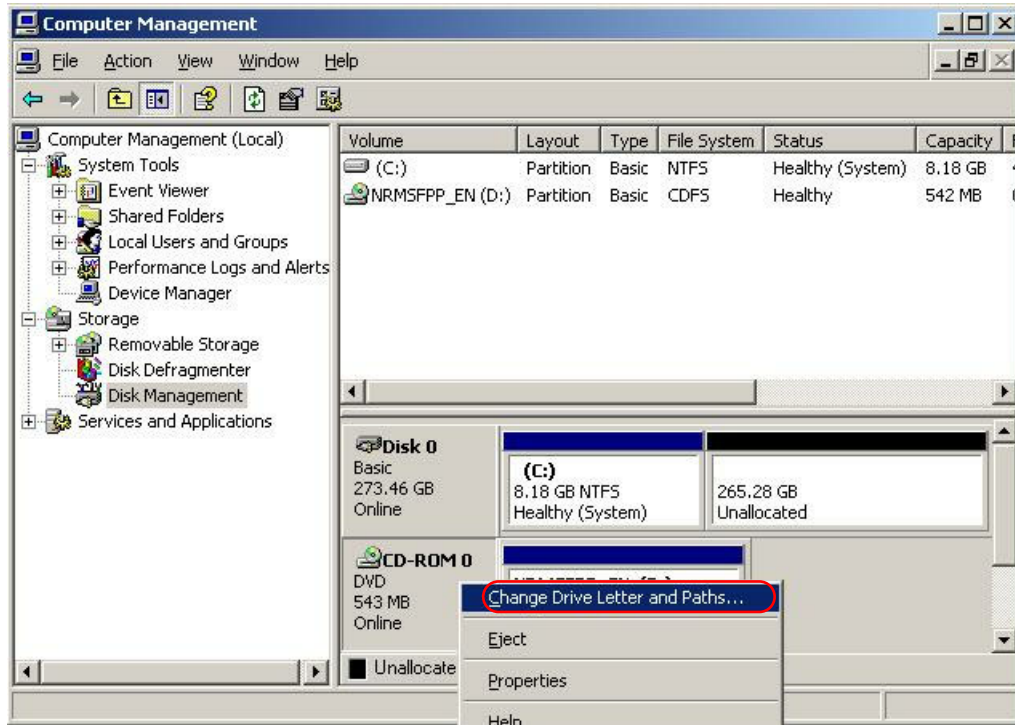 Computer Management
File Action View Window Help
Computer Management (Local)
System Tools
Event Viewer
Shared Folders
Local Users and Groups
Performance Logs and Alerts
Device Manager
Storage
Removable Storage
Disk Defragmenter
Disk Management
Services and Applications
Volume Layout Type File System Status Capacity
(C:) Partition Basic NTFS Healthy (System) 8.18 GB
NRMSFPP_EN (D:) Partition Basic CDFS Healthy 542 MB
Disk 0
Basic
273.46 GB
Online
(C:)
8.18 GB NTFS
Healthy (System)
265.28 GB
Unallocated
CD-ROM 0
DVD
543 MB
Online
Change Drive Letter and Paths...
Eject
Properties
Help
Unallocate